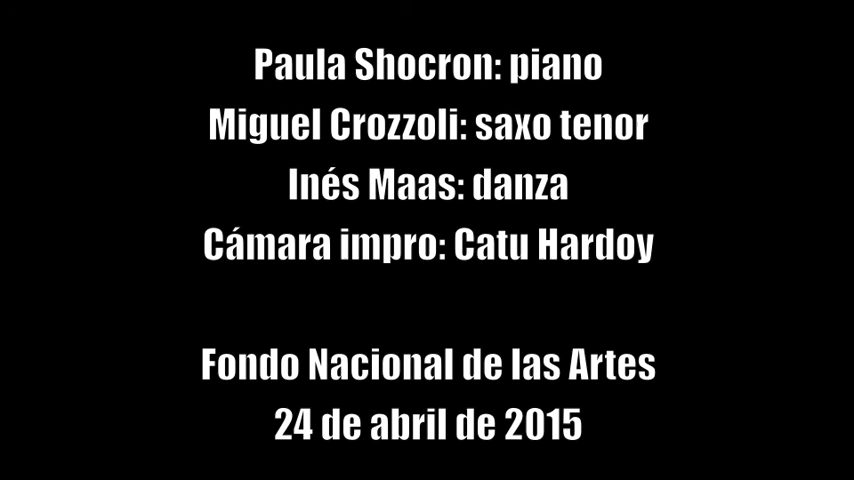 Paula Shocron: piano
Miguel Crozzoli: saxo tenor
Inés Maas: danza
Cámara impro: Catu Hardoy
Fondo Nacional de las Artes
24 de abril de 2015